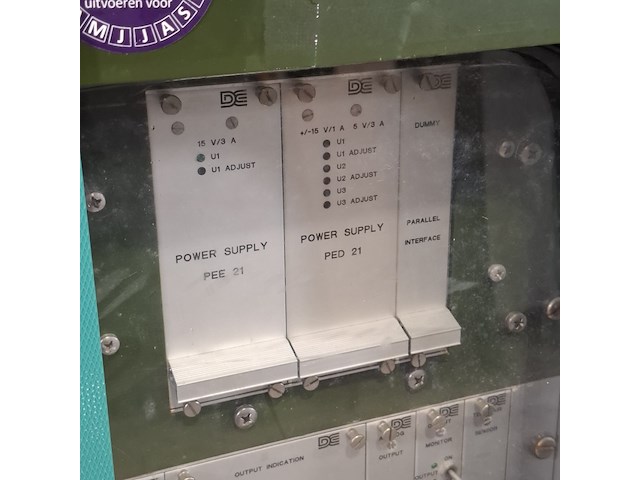 uitvoeren voor
M J J A S
DE
15 V/3 A
U1
U1 ADJUST
POWER SUPPLY
PEE 21
DE
+/-15 V/1 A 5 V/3 A
U1
U1 ADJUST
U2
U2 ADJUST
U3
U3 ADJUST
POWER SUPPLY
PED 21
DE
DUMMY
PARALLEL
INTERFACE
DE
OUTPUT INDICATION
DE
OUTPUT
DE
MONITOR
OUTPUT ON
DE